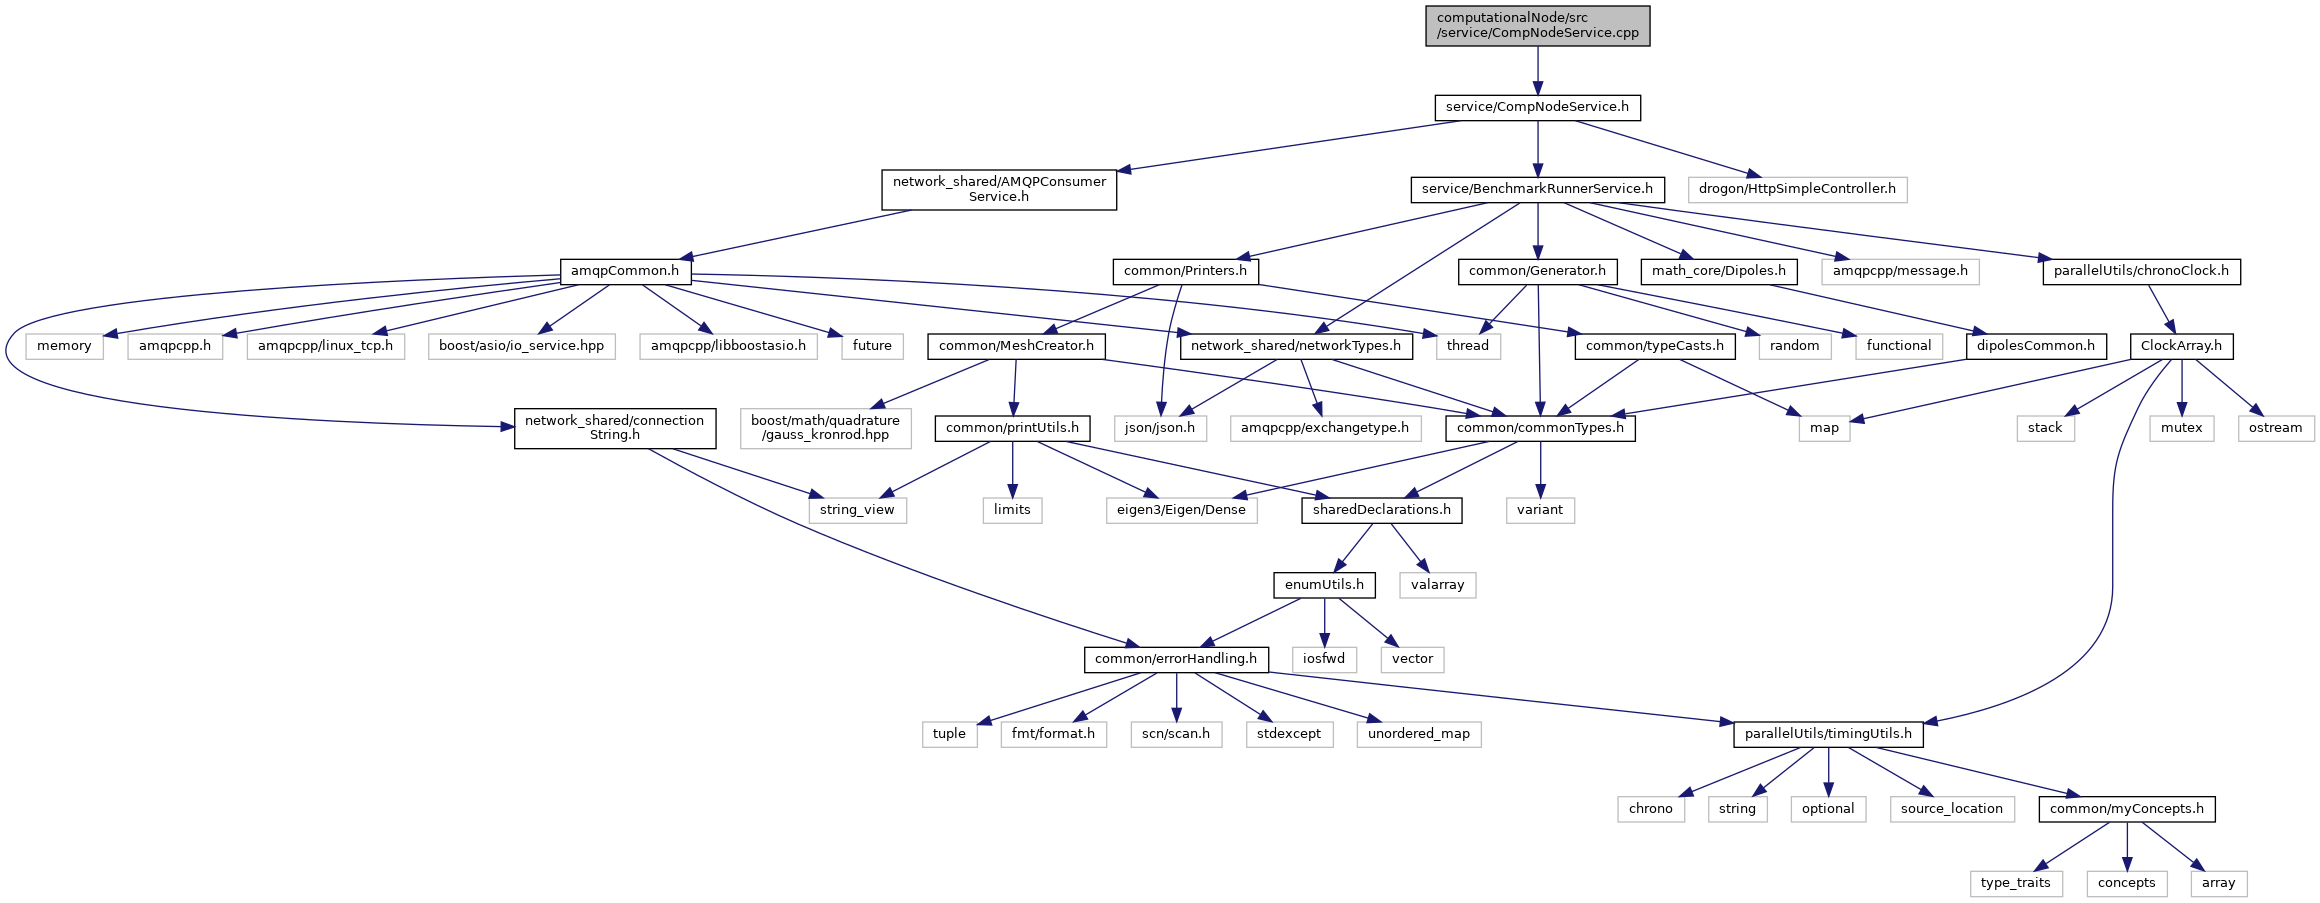 computationalNode/src
/service/CompNodeService.cpp
service/CompNodeService.h
network_shared/AMQPConsumer
Service.h
service/BenchmarkRunnerService.h
drogon/HttpSimpleController.h
amqpCommon.h
common/Printers.h
common/Generator.h
math_core/Dipoles.h
amqpcpp/message.h
parallelUtils/chronoClock.h
memory
amqpcpp.h
amqpcpp/linux_tcp.h
boost/asio/io_service.hpp
amqpcpp/libboostasio.h
future
common/MeshCreator.h
network_shared/networkTypes.h
thread
common/typeCasts.h
random
functional
dipolesCommon.h
ClockArray.h
network_shared/connection
String.h
boost/math/quadrature
/gauss_kronrod.hpp
common/printUtils.h
json/json.h
amqpcpp/exchangetype.h
common/commonTypes.h
map
stack
mutex
ostream
string_view
limits
eigen3/Eigen/Dense
sharedDeclarations.h
variant
enumUtils.h
valarray
common/errorHandling.h
iosfwd
vector
tuple
fmt/format.h
scn/scan.h
stdexcept
unordered_map
parallelUtils/timingUtils.h
chrono
string
optional
source_location
common/myConcepts.h
type_traits
concepts
array